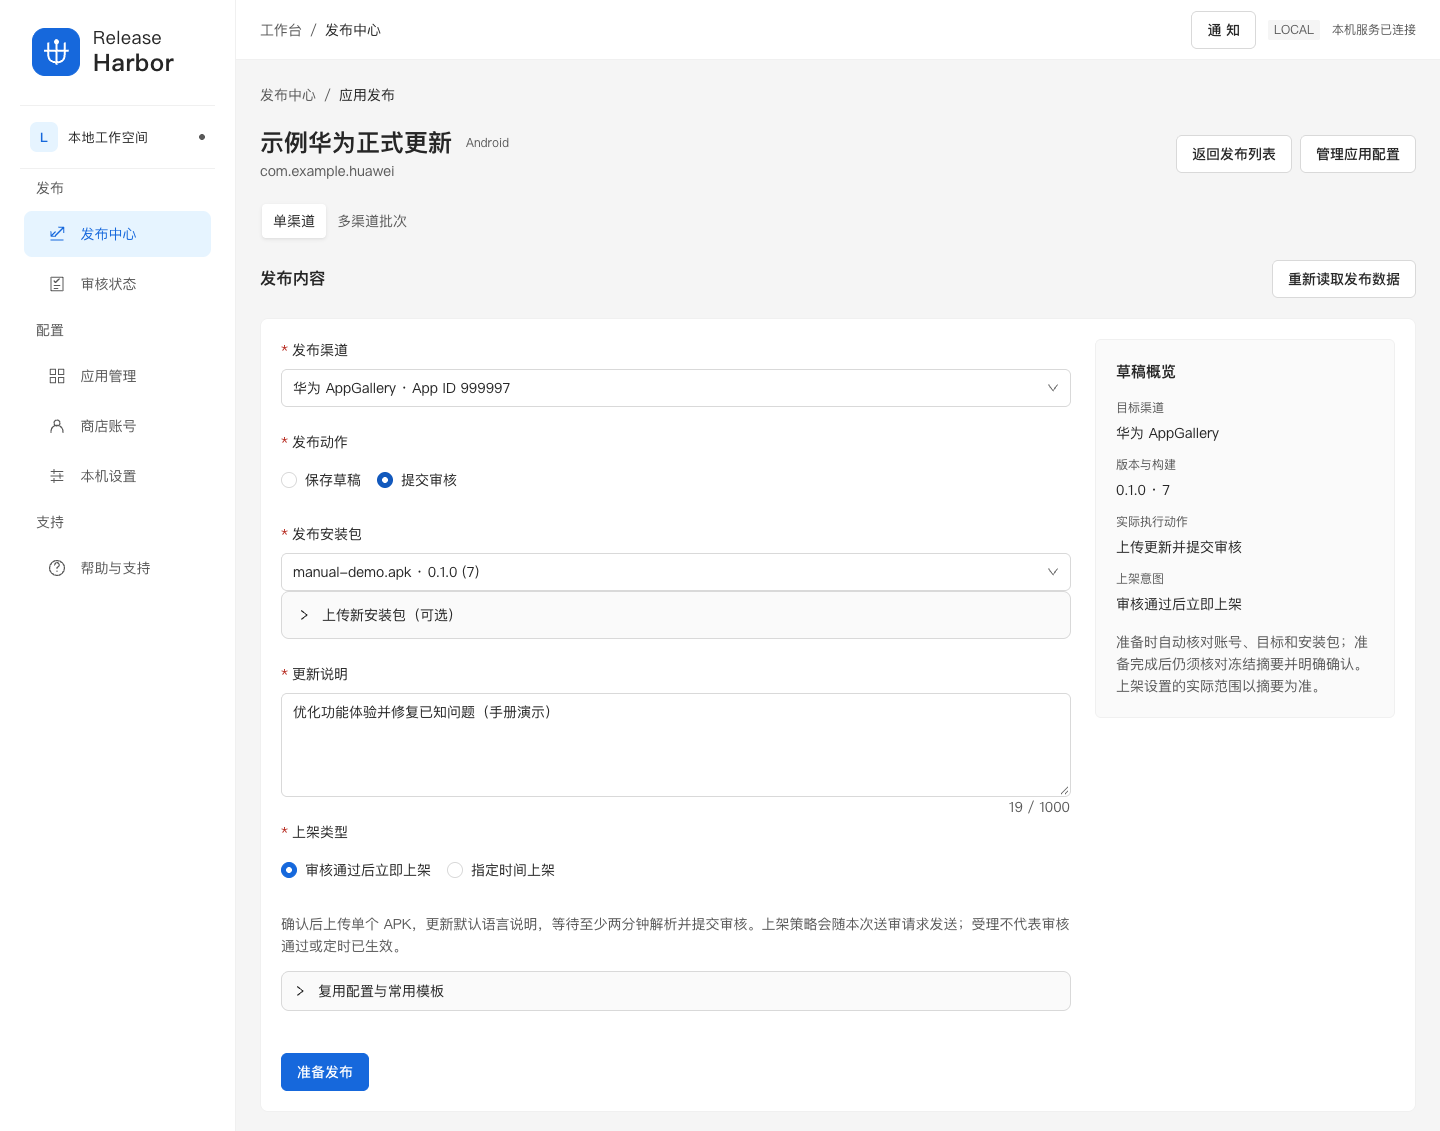 Release
Harbor
L 本地工作空间
发布
发布中心
审核状态
配置
应用管理
商店账号
本机设置
支持
帮助与支持
工作台 / 发布中心
通 知
LOCAL
本机服务已连接
发布中心 / 应用发布
示例华为正式更新 Android
com.example.huawei
返回发布列表
管理应用配置
单渠道
多渠道批次
发布内容
重新读取发布数据
* 发布渠道
华为 AppGallery · App ID 999997
* 发布动作
保存草稿 提交审核
* 发布安装包
manual-demo.apk · 0.1.0 (7)
上传新安装包（可选）
* 更新说明
优化功能体验并修复已知问题（手册演示）
19 / 1000
* 上架类型
审核通过后立即上架 指定时间上架
确认后上传单个 APK，更新默认语言说明，等待至少两分钟解析并提交审核。上架策略会随本次送审请求发送；受理不代表审核
通过或定时已生效。
复用配置与常用模板
准备发布
草稿概览
目标渠道
华为 AppGallery
版本与构建
0.1.0 · 7
实际执行动作
上传更新并提交审核
上架意图
审核通过后立即上架
准备时自动核对账号、目标和安装包；准
备完成后仍须核对冻结摘要并明确确认。
上架设置的实际范围以摘要为准。